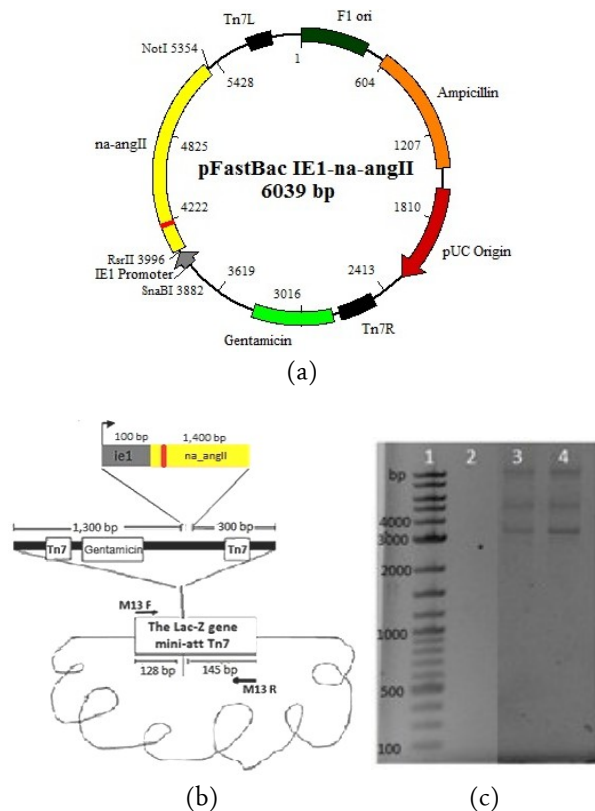 Tn7L
F1 ori
NotI 5354
1
604
5428
Ampicillin
na-angII
4825
1207
pFastBac IE1-na-angII
6039 bp
4222
1810
RsrII 3996
IE1 Promoter
SnaBI 3882
pUC Origin
3619
2413
3016
Gentamicin
Tn7R
(a)
100 bp
1,400 bp
ie1
na_angII
1,300 bp
300 bp
Tn7
Gentamicin
Tn7
M13 F
The Lac-Z gene
mini-att Tn7
128 bp
145 bp
M13 R
(b)
1 2 3 4
bp
4000
3000
2000
1000
500
100
(c)